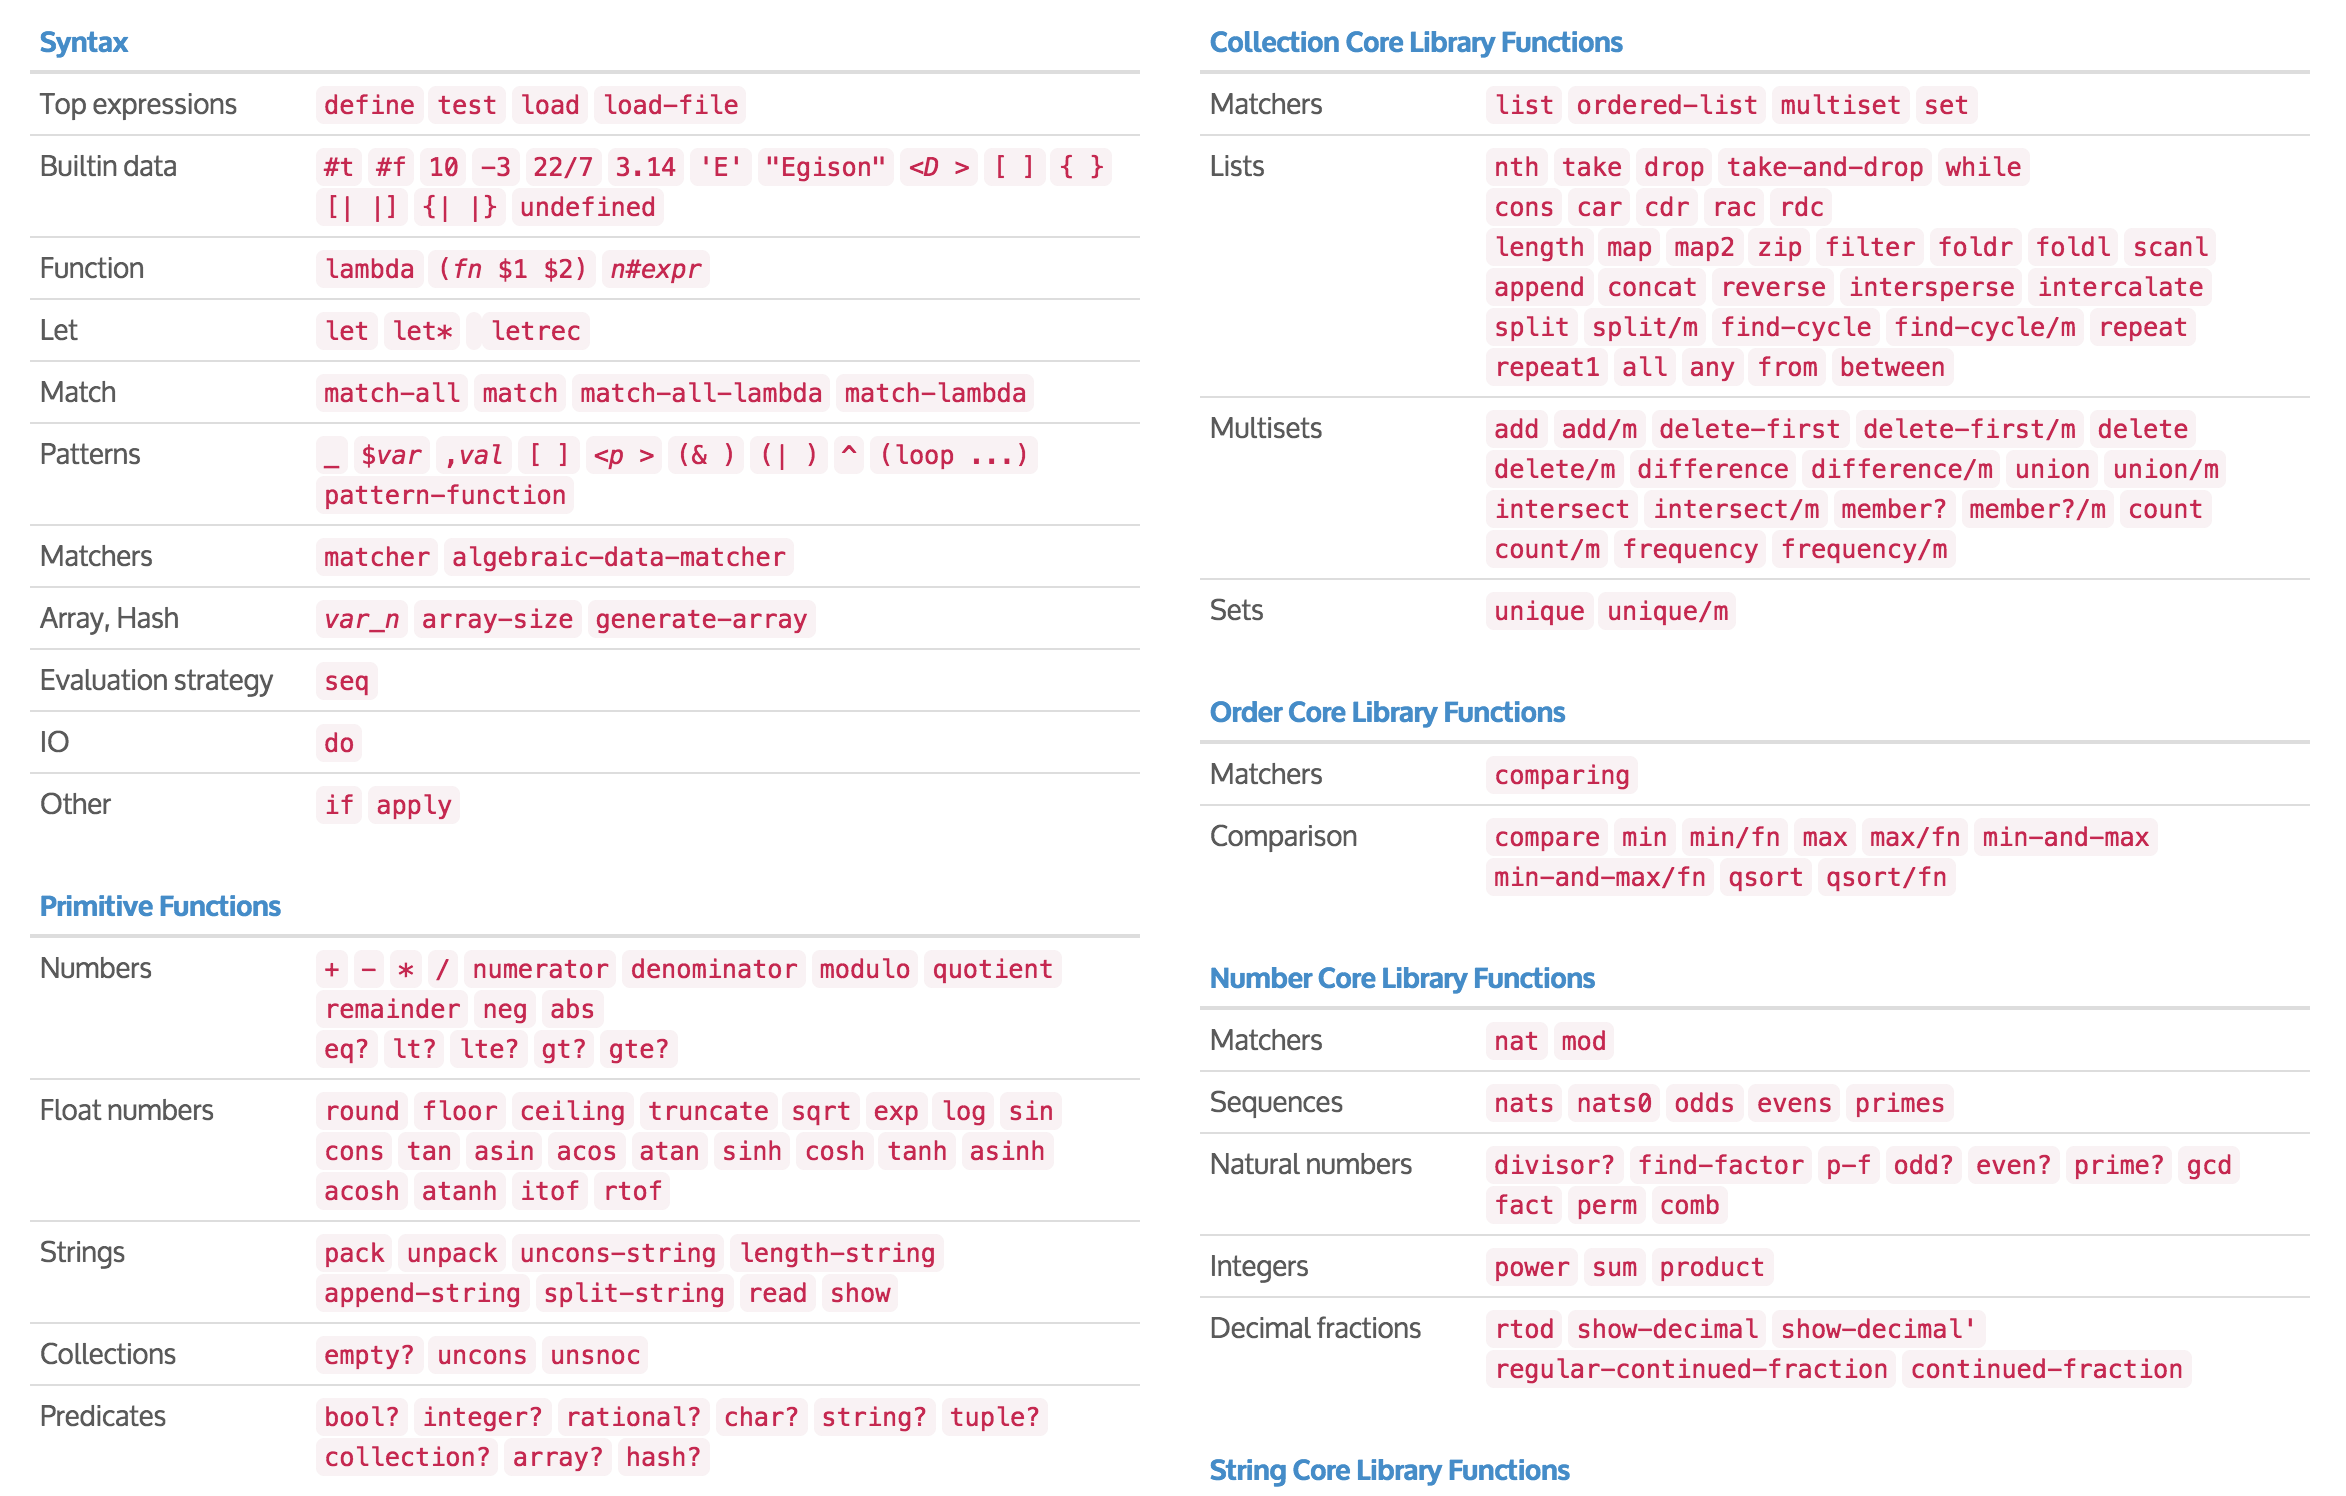 Syntax
Top expressions define test load load-file
Builtin data #t #f 10 -3 22/7 3.14 'E' "Egison" <D > [ ] { }
[| |] {| |} undefined
Function lambda (fn $1 $2) n#expr
Let let let* letrec
Match match-all match match-all-lambda match-lambda
Patterns _ $var ,val [ ] <p > (& ) (| ) ^ (loop ...)
pattern-function
Matchers matcher algebraic-data-matcher
Array, Hash var_n array-size generate-array
Evaluation strategy seq
IO do
Other if apply
Primitive Functions
Numbers + - * / numerator denominator modulo quotient
remainder neg abs
eq? lt? lte? gt? gte?
Float numbers round floor ceiling truncate sqrt exp log sin
cons tan asin acos atan sinh cosh tanh asinh
acosh atanh itof rtof
Strings pack unpack uncons-string length-string
append-string split-string read show
Collections empty? uncons unsnoc
Predicates bool? integer? rational? char? string? tuple?
collection? array? hash?
Collection Core Library Functions
Matchers list ordered-list multiset set
Lists nth take drop take-and-drop while
cons car cdr rac rdc
length map map2 zip filter foldr foldl scanl
append concat reverse intersperse intercalate
split split/m find-cycle find-cycle/m repeat
repeat1 all any from between
Multisets add add/m delete-first delete-first/m delete
delete/m difference difference/m union union/m
intersect intersect/m member? member?/m count
count/m frequency frequency/m
Sets unique unique/m
Order Core Library Functions
Matchers comparing
Comparison compare min min/fn max max/fn min-and-max
min-and-max/fn qsort qsort/fn
Number Core Library Functions
Matchers nat mod
Sequences nats nats0 odds evens primes
Natural numbers divisor? find-factor p-f odd? even? prime? gcd
fact perm comb
Integers power sum product
Decimal fractions rtod show-decimal show-decimal'
regular-continued-fraction continued-fraction
String Core Library Functions